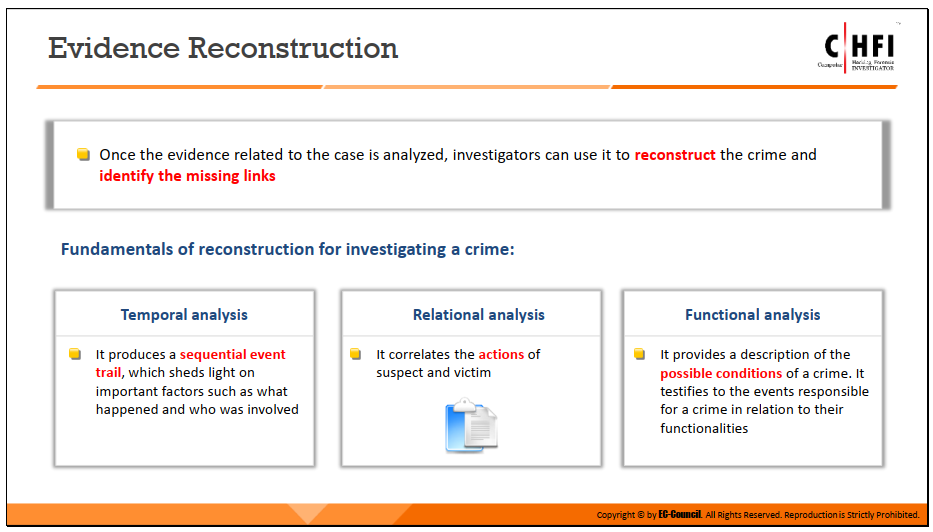 Evidence Reconstruction
C HFI
Computer Hacking Forensic
INVESTIGATOR
Once the evidence related to the case is analyzed, investigators can use it to reconstruct the crime and
identify the missing links
Fundamentals of reconstruction for investigating a crime:
Temporal analysis
It produces a sequential event
trail, which sheds light on
important factors such as what
happened and who was involved
Relational analysis
It correlates the actions of
suspect and victim
Functional analysis
It provides a description of the
possible conditions of a crime. It
testifies to the events responsible
for a crime in relation to their
functionalities
Copyright © by EC-Council. All Rights Reserved. Reproduction is Strictly Prohibited.